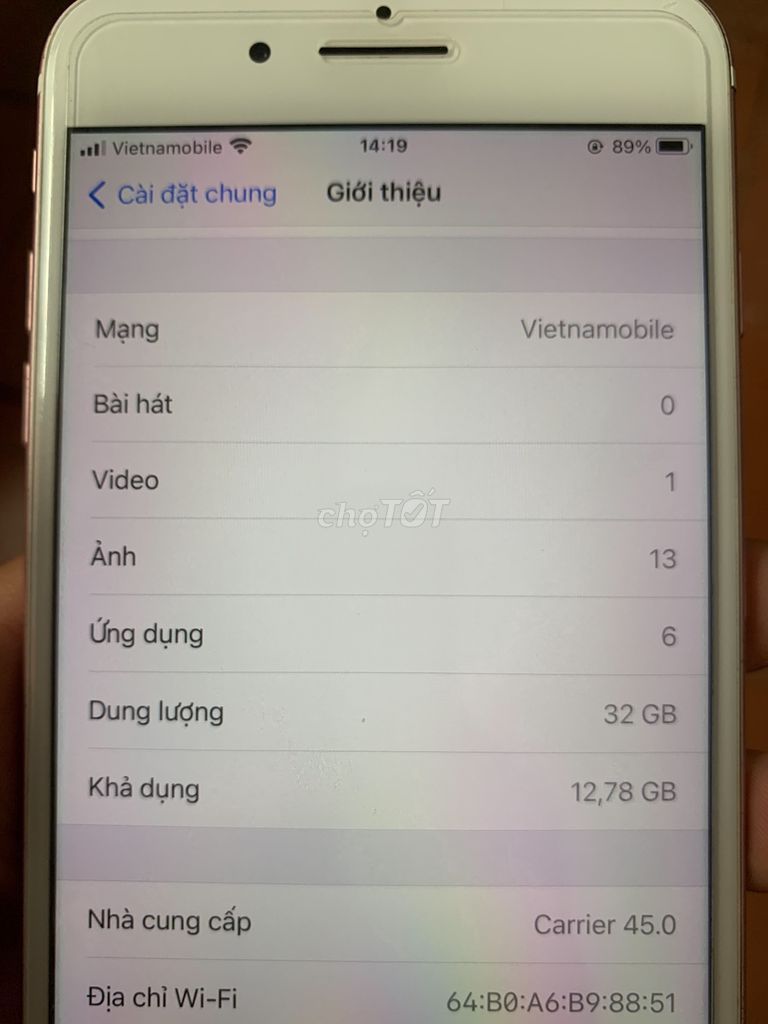 Vietnamobile 14:19 89%
Cài đặt chung Giới thiệu
Mạng Vietnamobile
Bài hát 0
Video 1
chợTỐT
Ảnh 13
Ứng dụng 6
Dung lượng 32 GB
Khả dụng 12,78 GB
Nhà cung cấp Carrier 45.0
Địa chỉ Wi-Fi 64:B0:A6:B9:88:51